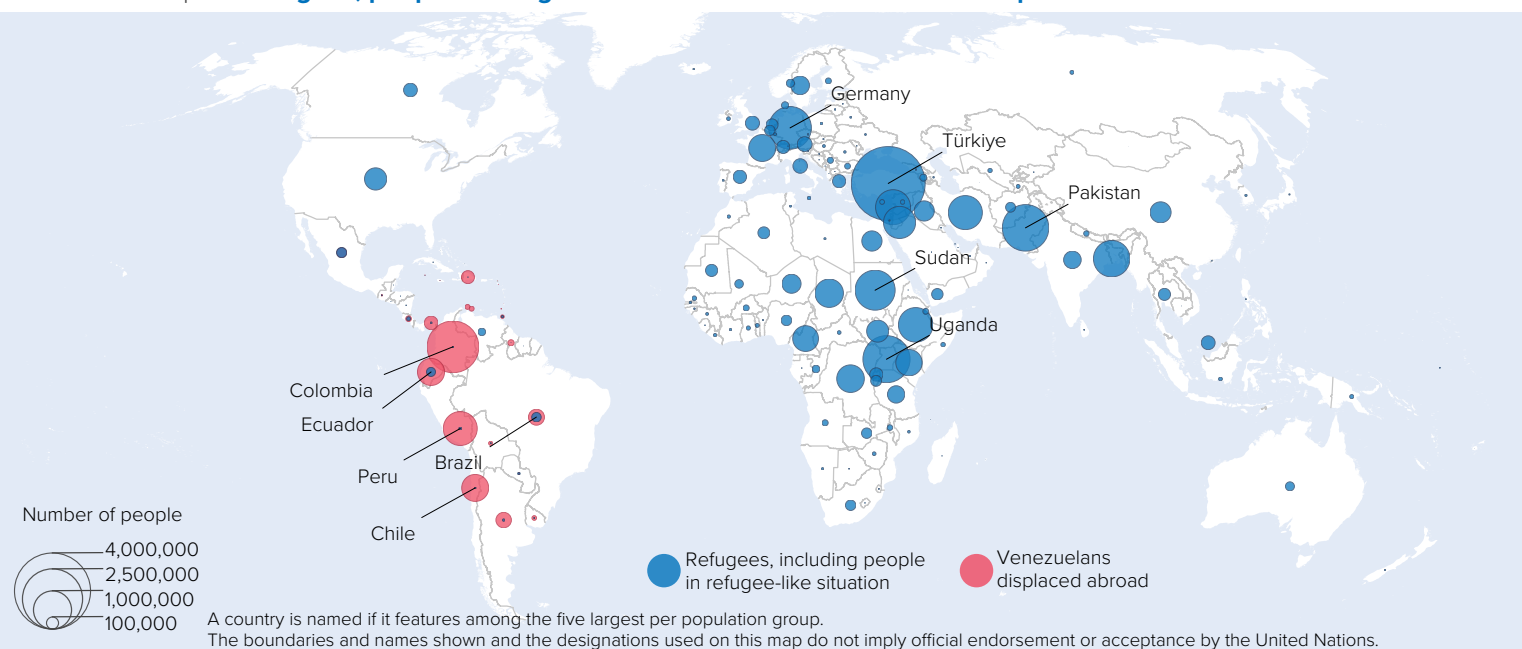 Germany
Türkiye
Pakistan
Sudan
Uganda
Colombia
Ecuador
Peru
Brazil
Chile
Number of people
4,000,000
2,500,000
1,000,000
100,000
Refugees, including people
in refugee-like situation
Venezuelans
displaced abroad
A country is named if it features among the five largest per population group.
The boundaries and names shown and the designations used on this map do not imply official endorsement or acceptance by the United Nations.